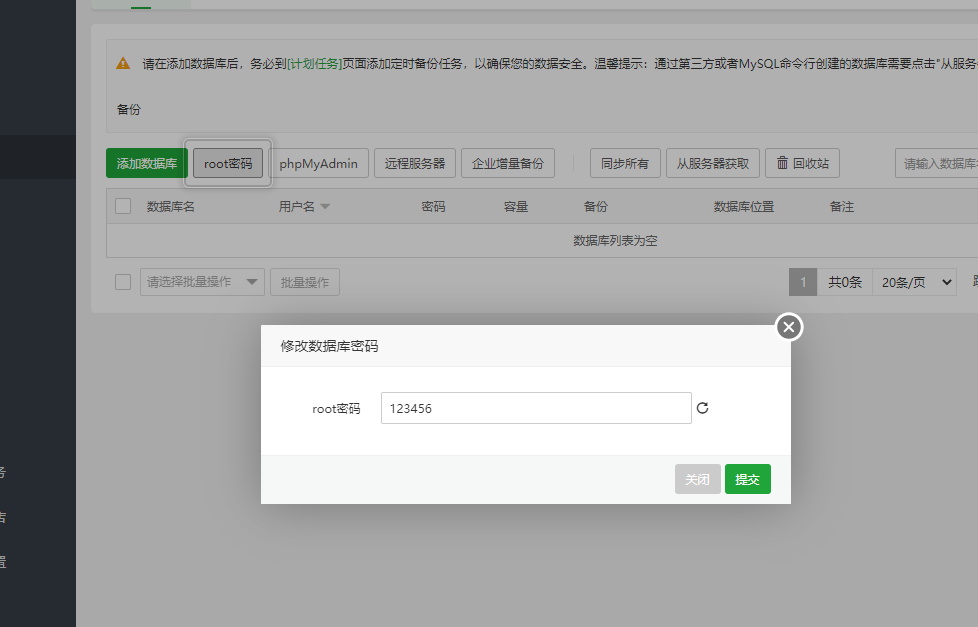 请在添加数据库后，务必到[计划任务]页面添加定时备份任务，以确保您的数据安全。温馨提示：通过第三方或者MySQL命令行创建的数据库需要点击"从服务
备份
添加数据库 root密码 phpMyAdmin 远程服务器 企业增量备份 同步所有 从服务器获取 回收站 请输入数据库
数据库名 用户名 密码 容量 备份 数据库位置 备注
数据库列表为空
请选择批量操作 批量操作 1 共0条 20条/页
修改数据库密码
root密码 123456
关闭 提交
务
店
置